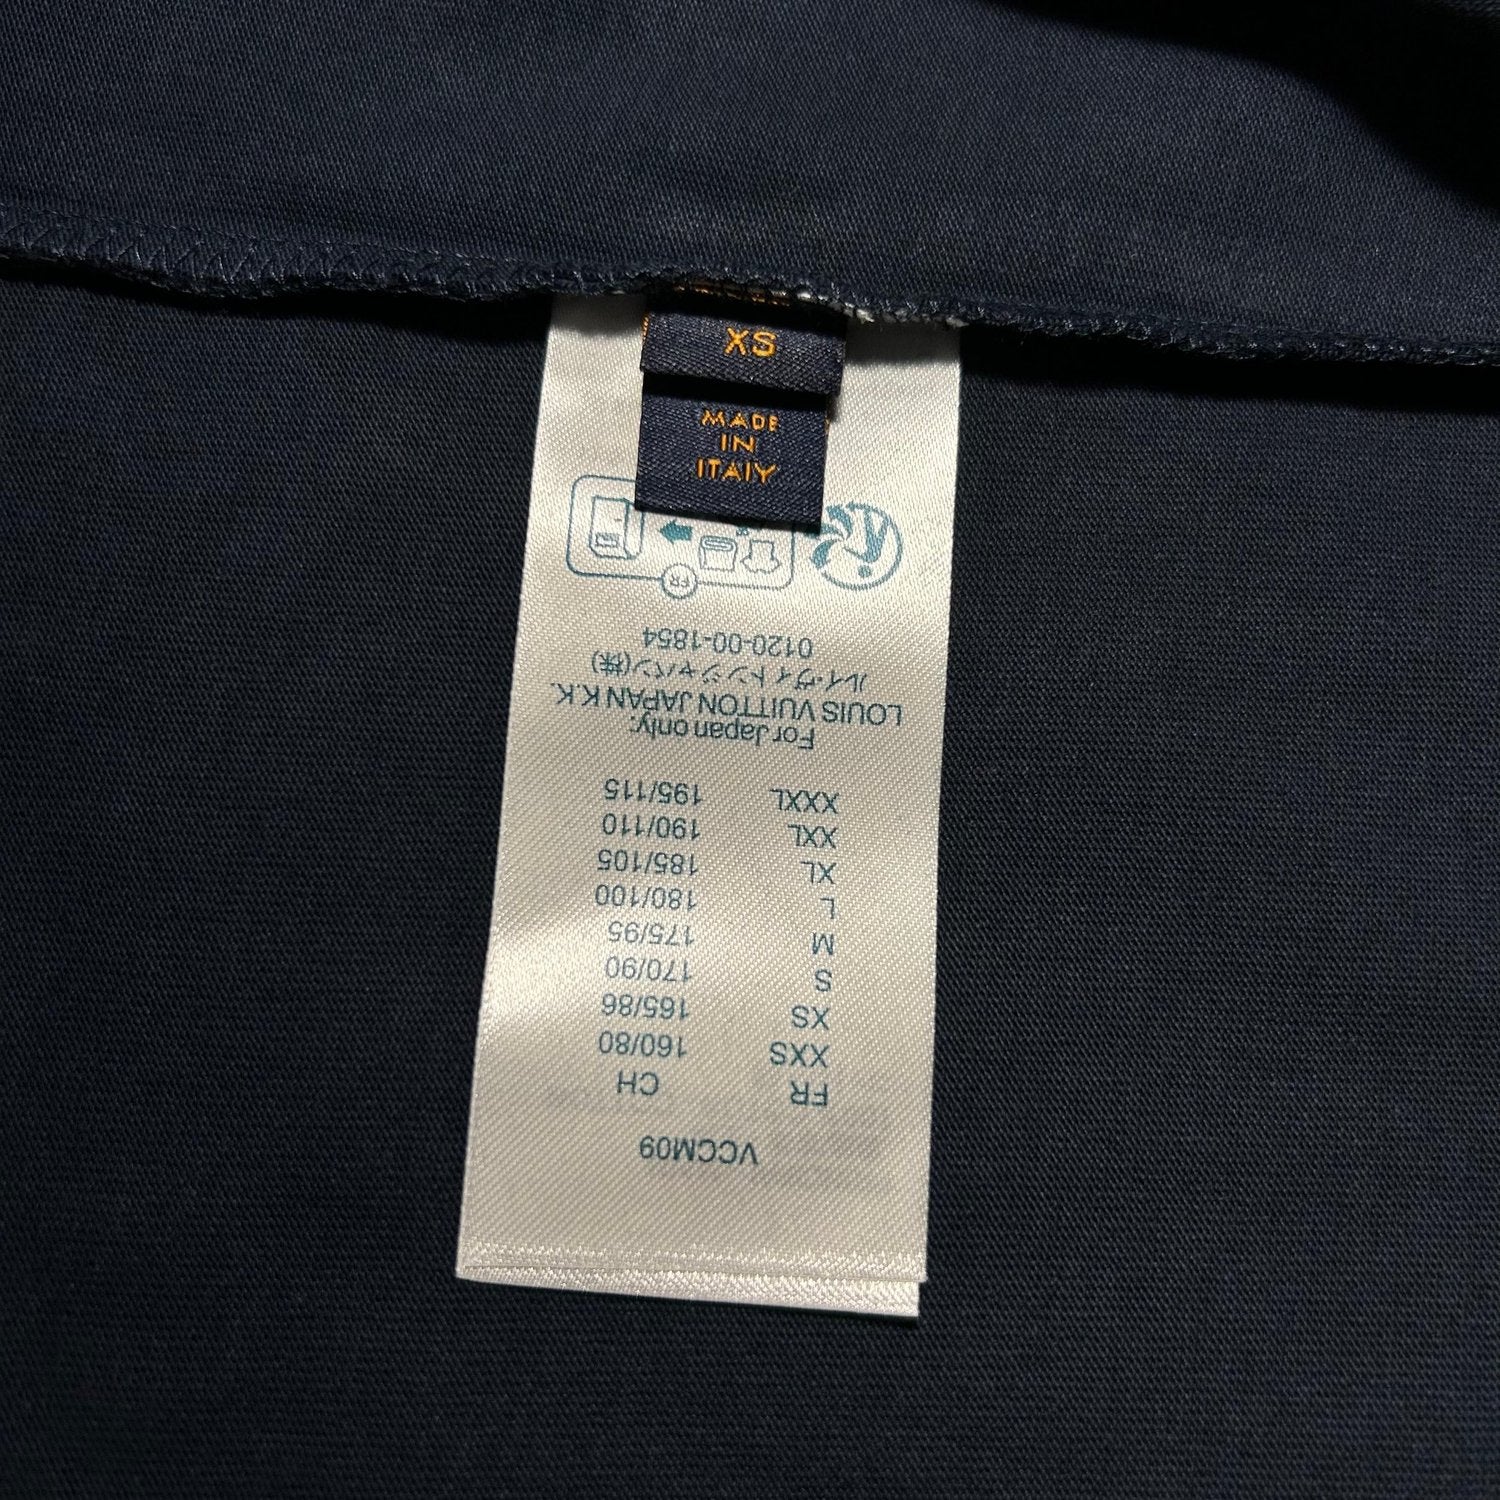 XS
MADE
IN
ITALY
VCCM09
FR CH
XXS 160/80
XS 165/86
S 170/90
M 175/95
L 180/100
XL 185/105
XXL 190/110
XXXL 195/115
For Japan only:
LOUIS VUITTON JAPAN K.K.
ルイ・ヴィトンジャパン(株)
0120-00-1854
FR